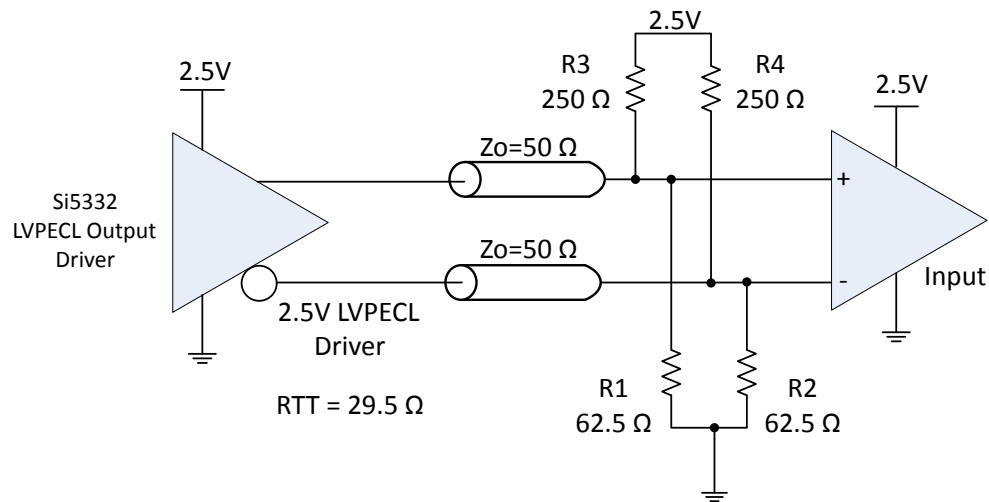 2.5V
R3
250 Ω
R4
250 Ω
2.5V
2.5V
Zo=50 Ω
+
Si5332
LVPECL Output
Driver
Zo=50 Ω
-
Input
2.5V LVPECL
Driver
RTT = 29.5 Ω
R1
62.5 Ω
R2
62.5 Ω